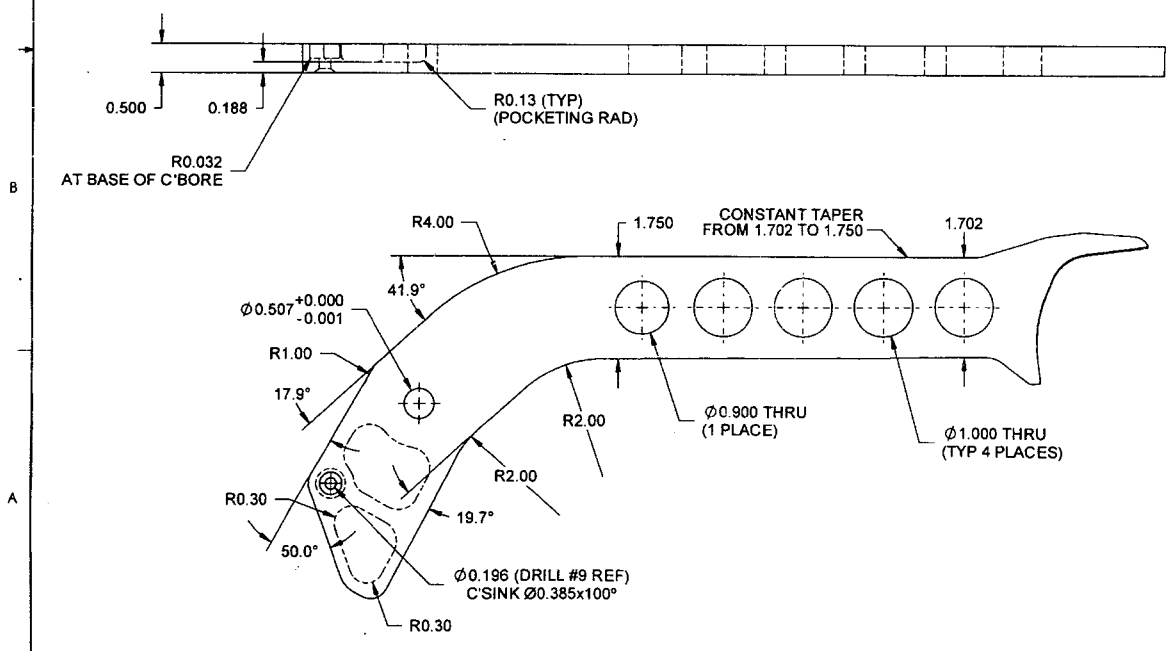 0.500
0.188
R0.13 (TYP)
(POCKETING RAD)
R0.032
AT BASE OF C'BORE
B
R4.00
1.750
CONSTANT TAPER
FROM 1.702 TO 1.750
1.702
41.9°
Ø0.507 +0.000
-0.001
R1.00
17.9°
R2.00
Ø0.900 THRU
(1 PLACE)
Ø1.000 THRU
(TYP 4 PLACES)
R2.00
A
R0.30
19.7°
50.0°
Ø0.196 (DRILL #9 REF)
C'SINK Ø0.385x100°
R0.30